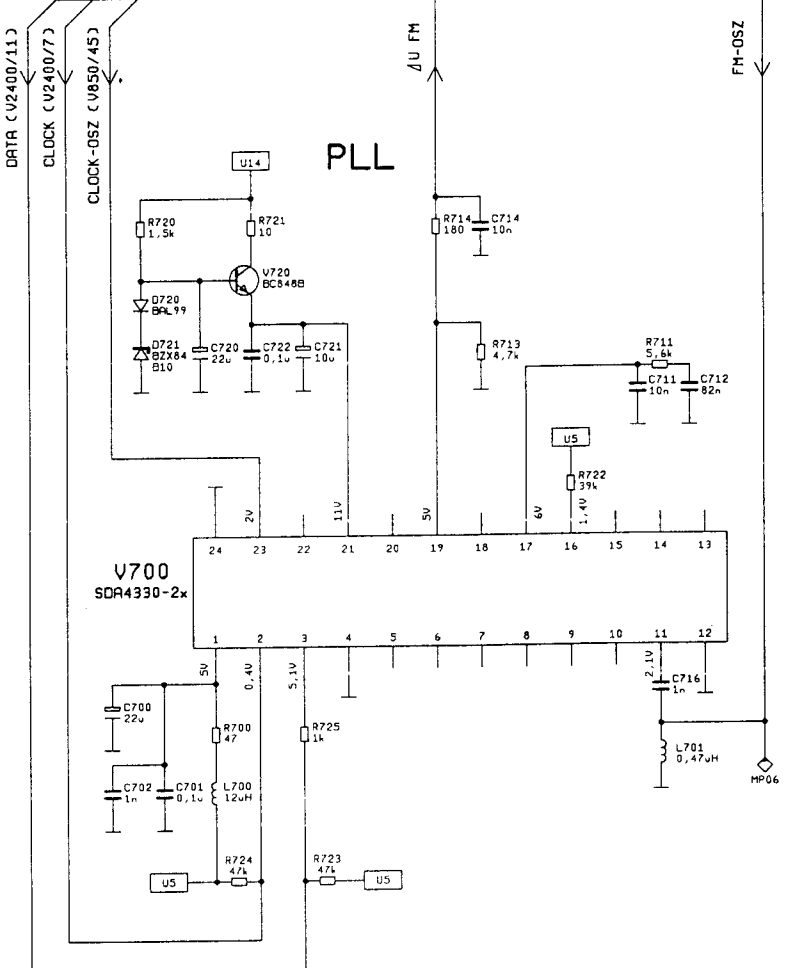 DATA (V2400/11)
CLOCK (V2400/7)
CLOCK-OSZ (V850/45)
ΔU FM
FM-OSZ
PLL
U14
R720
1,5k
R721
10
R714
180
C714
10n
V720
BC848B
D720
BAL99
D721
BZX84
B10
C720
22u
C722
0,1u
C721
10u
R713
4,7k
R711
5,6k
C711
10n
C712
82n
U5
R722
39k
2V
11V
5V
6V
1,4V
24
23
22
21
20
19
18
17
16
15
14
13
V700
SDA4330-2x
1
2
3
4
5
6
7
8
9
10
11
12
5V
0,4V
5,1V
2,1V
C716
1n
C700
22u
R700
47
R725
1k
L701
0,47uH
MP06
C702
1n
C701
0,1u
L700
12uH
R724
47k
R723
47k
U5
U5